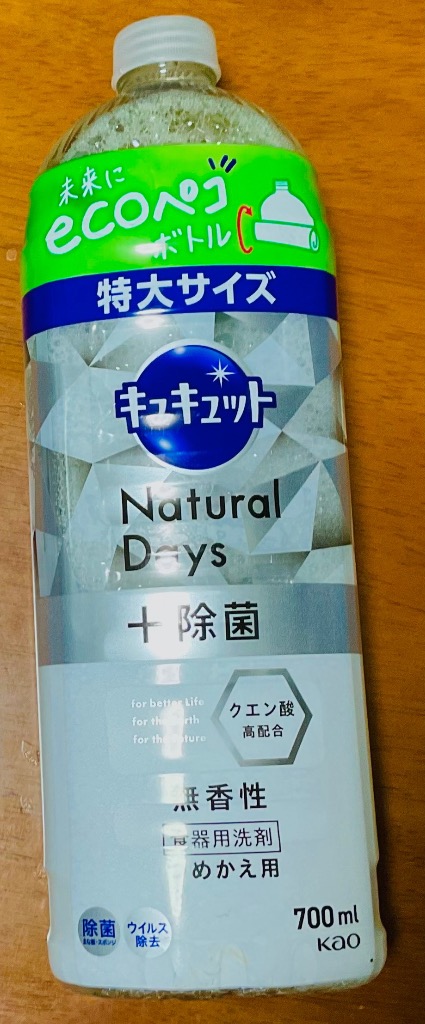 未来に
ecoペコ
ボトル
特大サイズ
キュキュット
Natural
Days
+除菌
for better Life
for the Earth
for the Nature
クエン酸
高配合
無香性
食器用洗剤
つめかえ用
除菌
ウイルス
除去
700ml
Kao